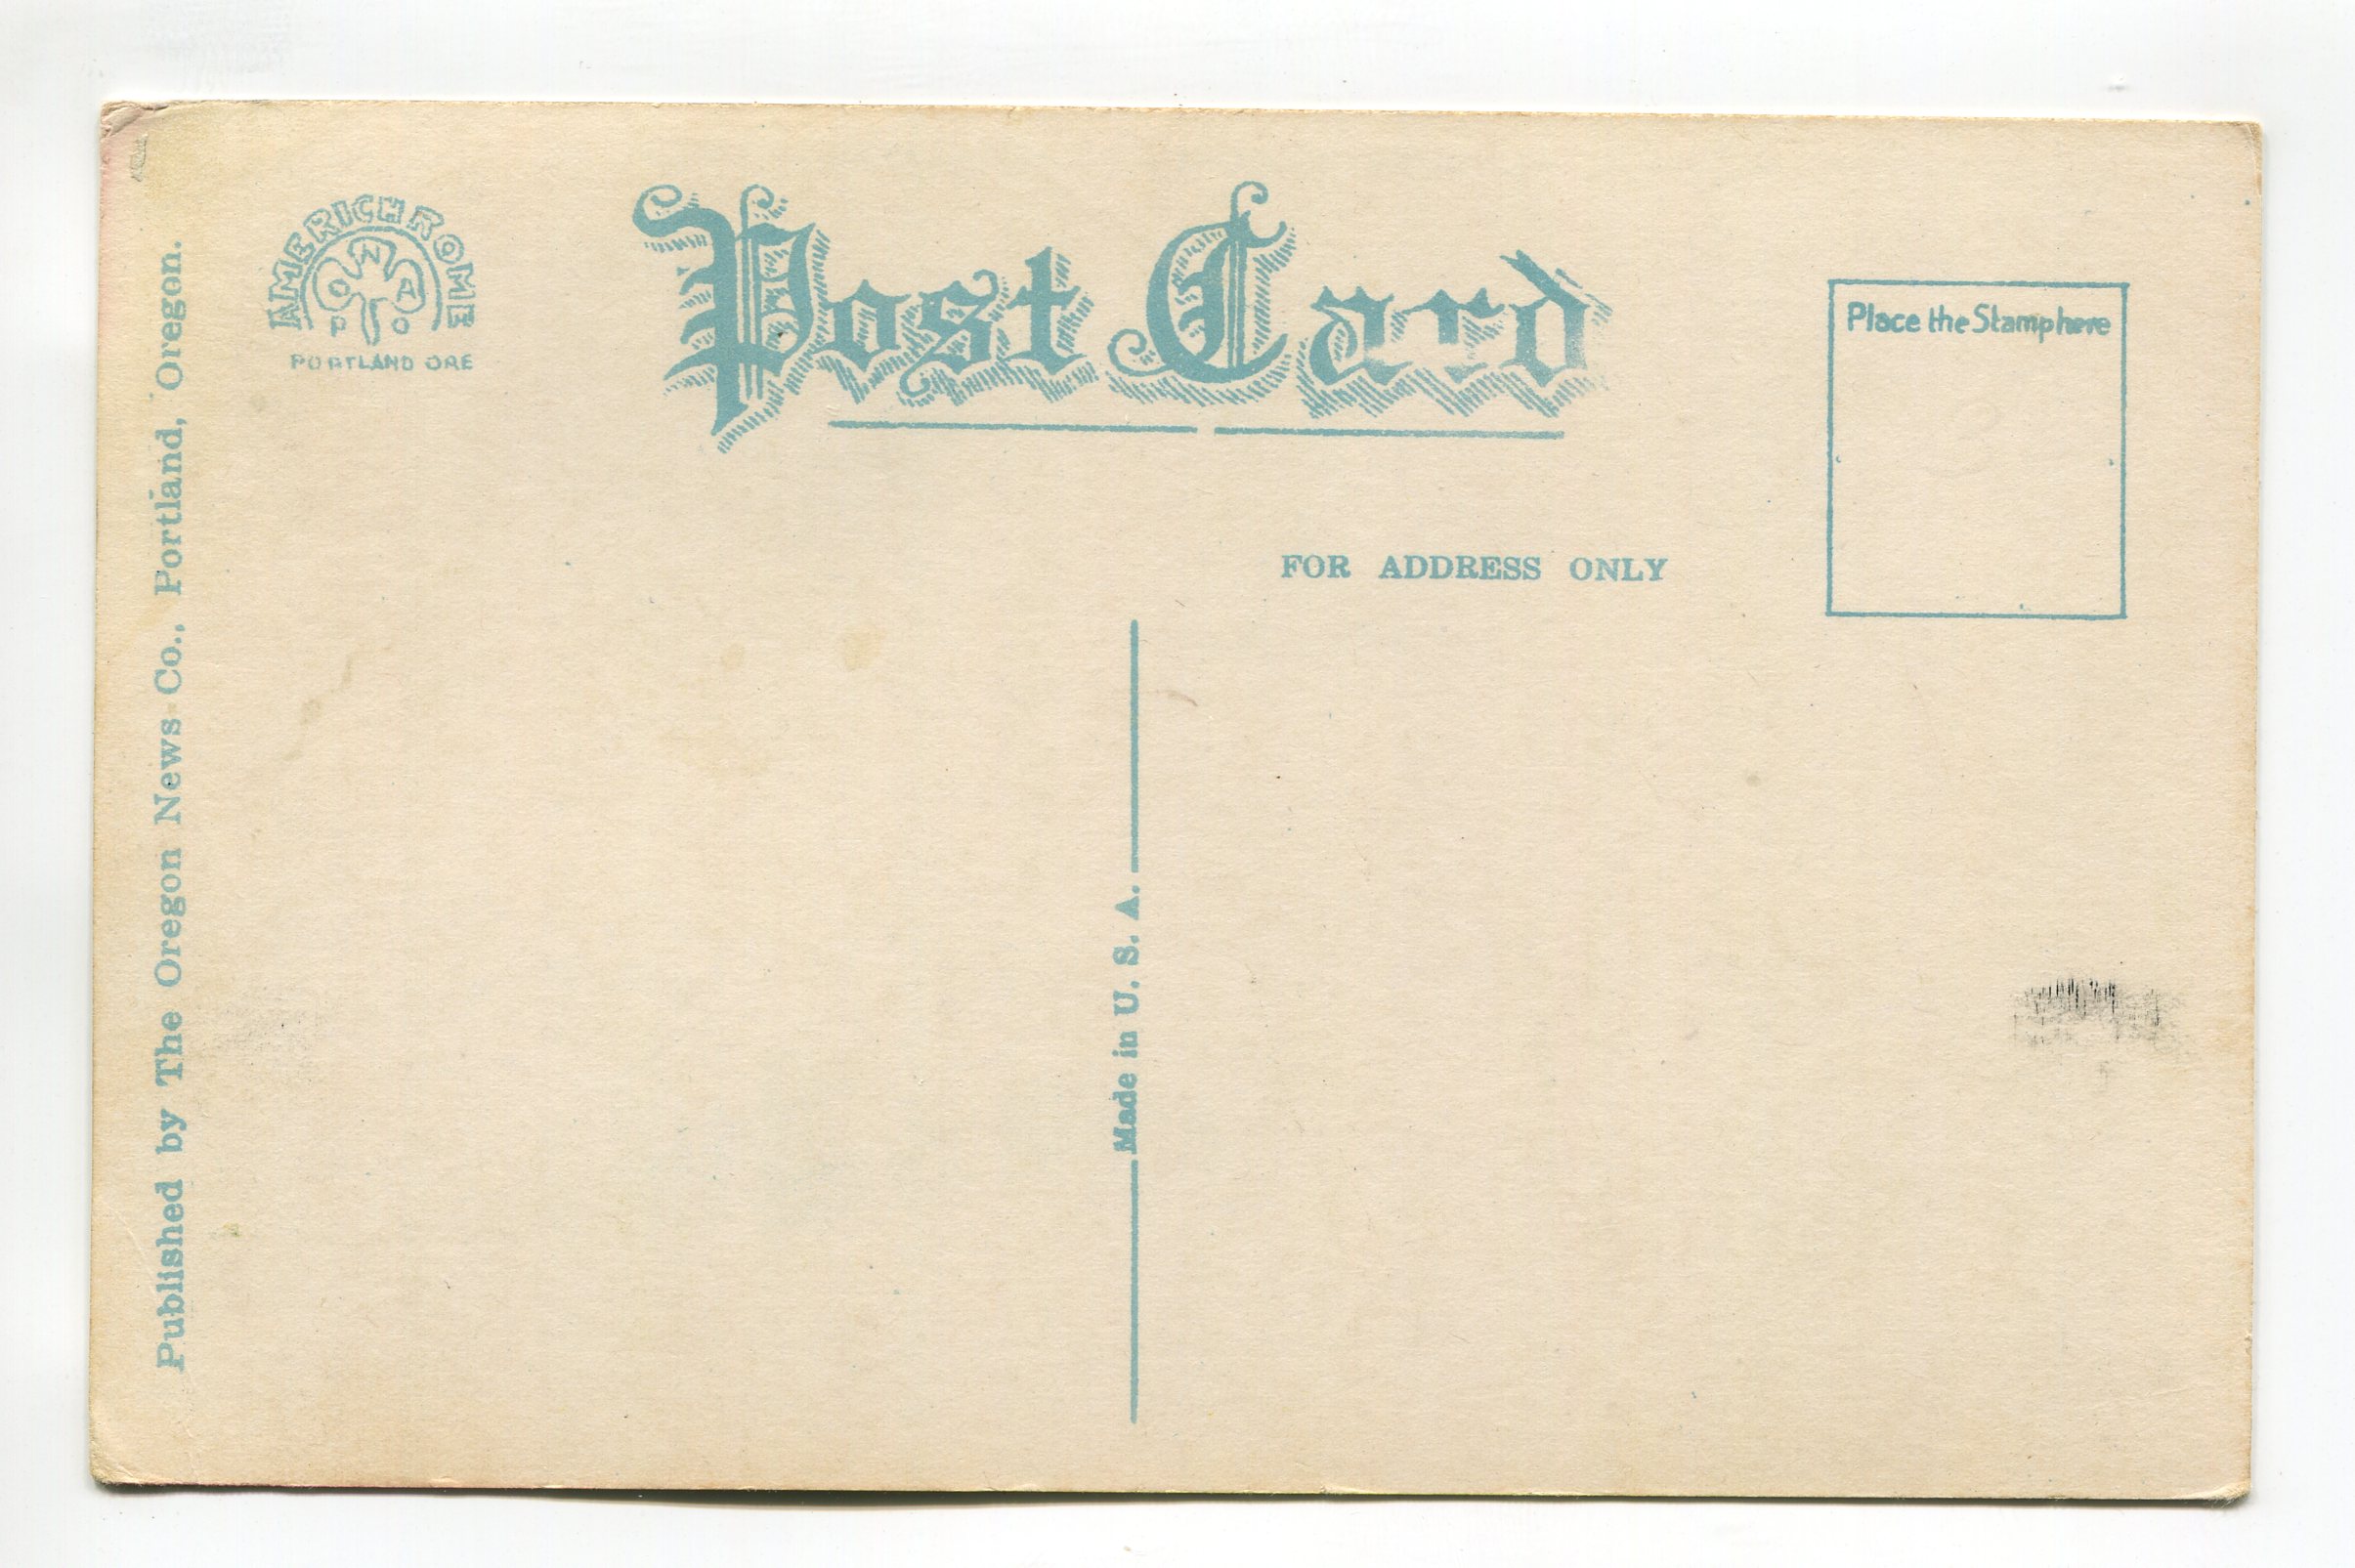 AMERICHROME
O N A
P O
PORTLAND ORE
Post Card
Place the Stamp here
FOR ADDRESS ONLY
Published by The Oregon News Co., Portland, Oregon.
Made in U. S. A.